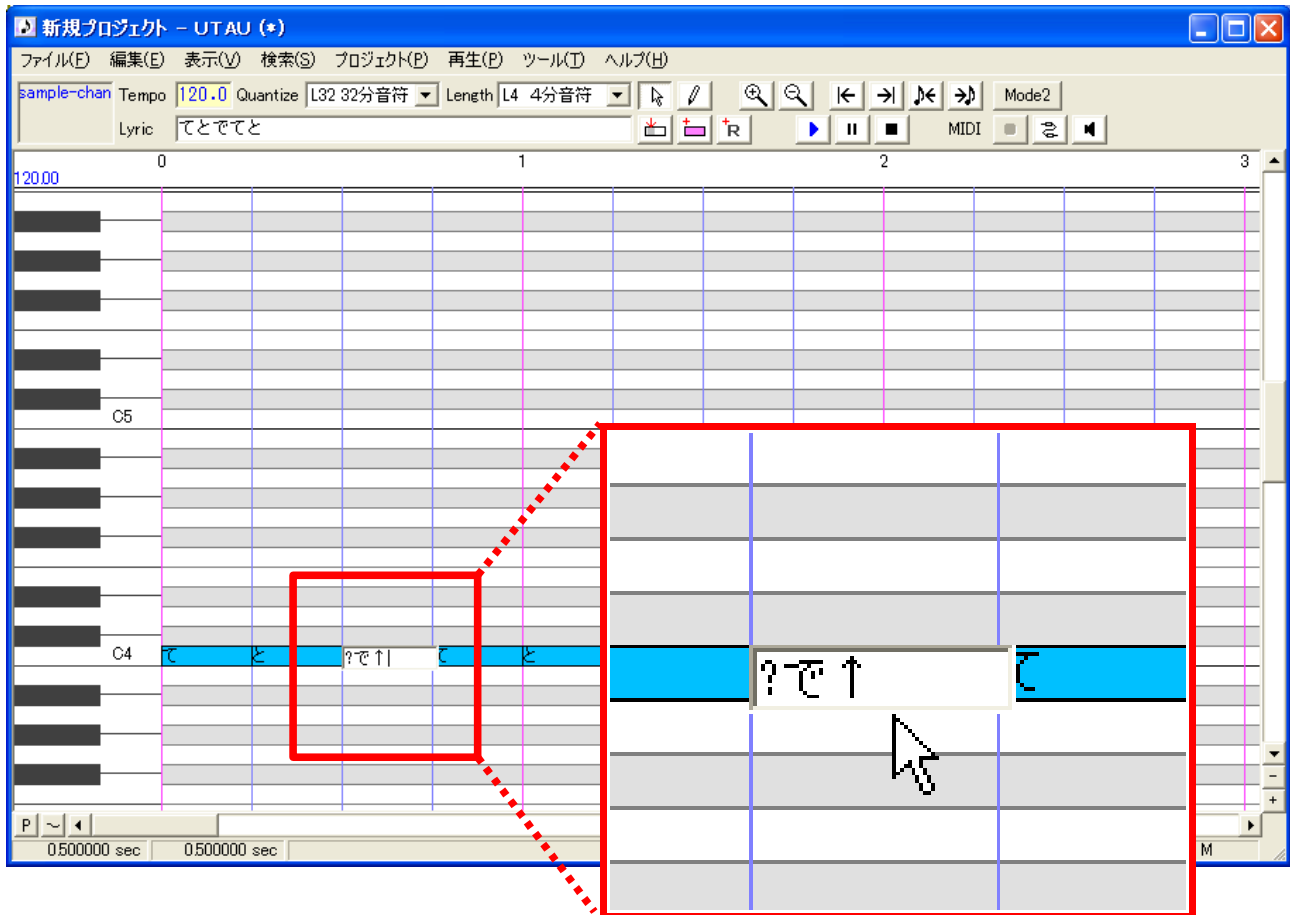 新規プロジェクト – UTAU (*)
ファイル(F) 編集(E) 表示(V) 検索(S) プロジェクト(P) 再生(P) ツール(T) ヘルプ(H)
sample-chan Tempo 120.0 Quantize L32 32分音符 Length L4 4分音符 Mode2
Lyric てとでてと R MIDI
0 1 2 3
120.00
C5
C4 て と ?で↑ て と
?で↑ て
P ~
0.500000 sec 0.500000 sec M